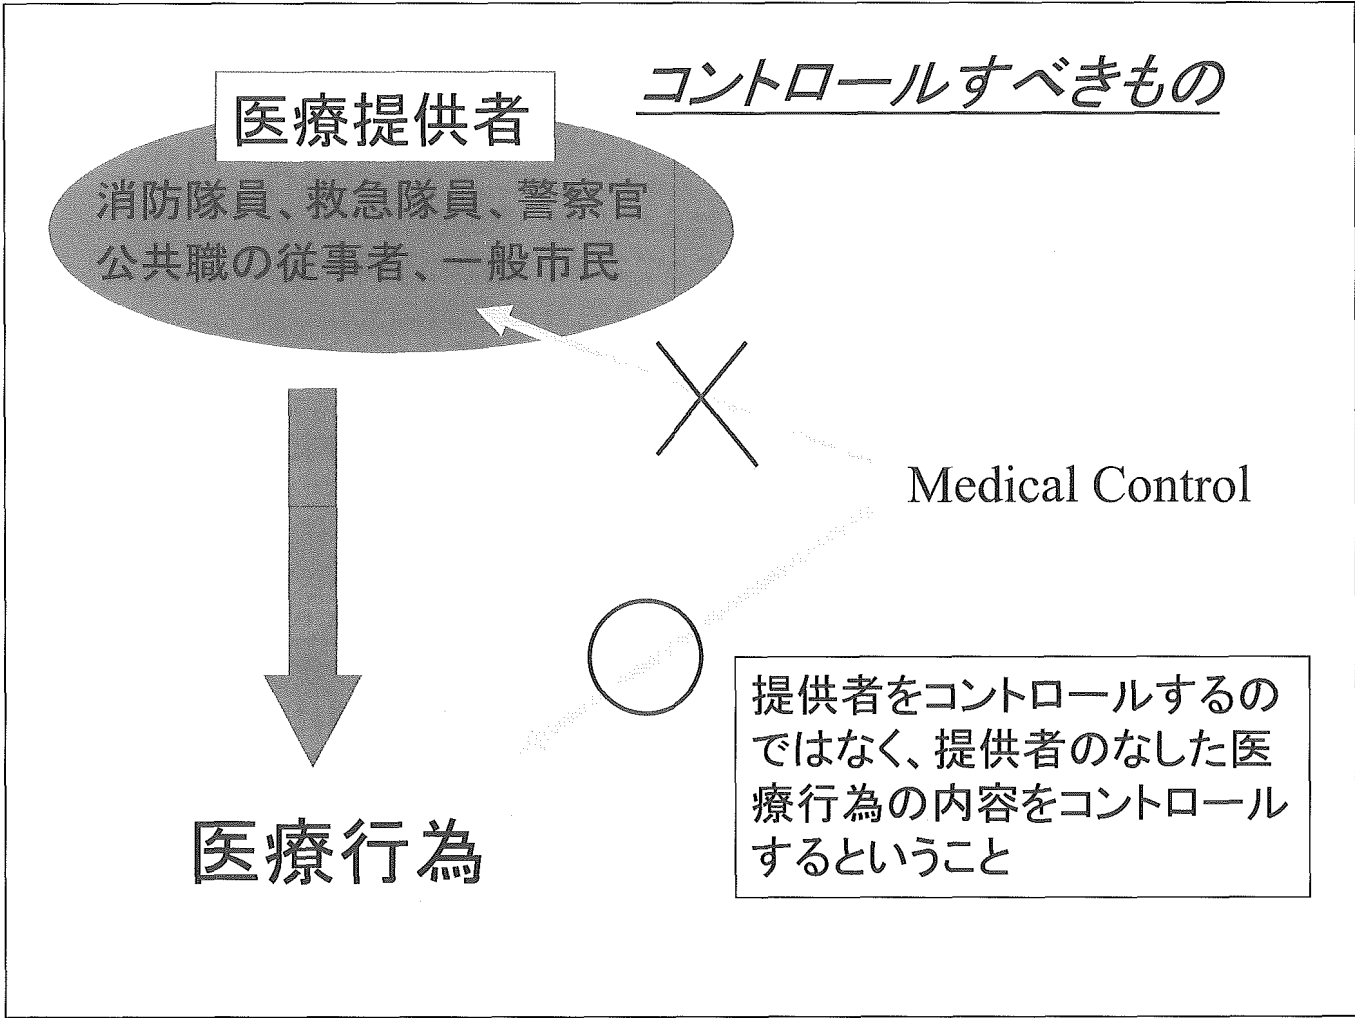 コントロールすべきもの
医療提供者
消防隊員、救急隊員、警察官
公共職の従事者、一般市民
Medical Control
提供者をコントロールするの
ではなく、提供者のなした医
療行為の内容をコントロール
するということ
医療行為